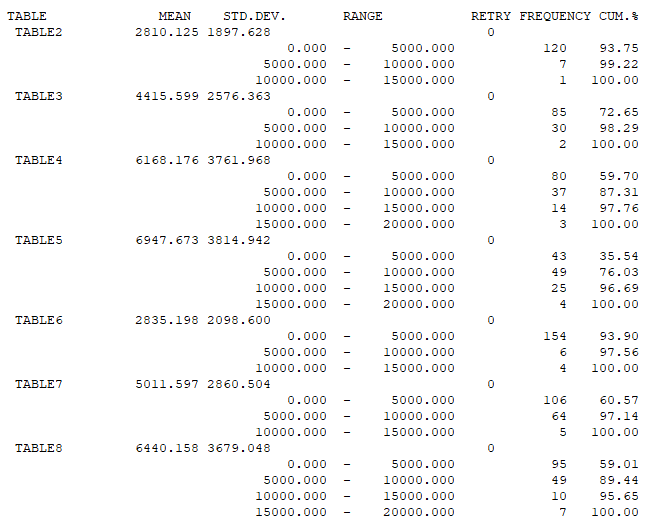 TABLE MEAN STD.DEV. RANGE RETRY FREQUENCY CUM.%
TABLE2 2810.125 1897.628 0
0.000 - 5000.000 120 93.75
5000.000 - 10000.000 7 99.22
10000.000 - 15000.000 1 100.00
TABLE3 4415.599 2576.363 0
0.000 - 5000.000 85 72.65
5000.000 - 10000.000 30 98.29
10000.000 - 15000.000 2 100.00
TABLE4 6168.176 3761.968 0
0.000 - 5000.000 80 59.70
5000.000 - 10000.000 37 87.31
10000.000 - 15000.000 14 97.76
15000.000 - 20000.000 3 100.00
TABLE5 6947.673 3814.942 0
0.000 - 5000.000 43 35.54
5000.000 - 10000.000 49 76.03
10000.000 - 15000.000 25 96.69
15000.000 - 20000.000 4 100.00
TABLE6 2835.198 2098.600 0
0.000 - 5000.000 154 93.90
5000.000 - 10000.000 6 97.56
10000.000 - 15000.000 4 100.00
TABLE7 5011.597 2860.504 0
0.000 - 5000.000 106 60.57
5000.000 - 10000.000 64 97.14
10000.000 - 15000.000 5 100.00
TABLE8 6440.158 3679.048 0
0.000 - 5000.000 95 59.01
5000.000 - 10000.000 49 89.44
10000.000 - 15000.000 10 95.65
15000.000 - 20000.000 7 100.00